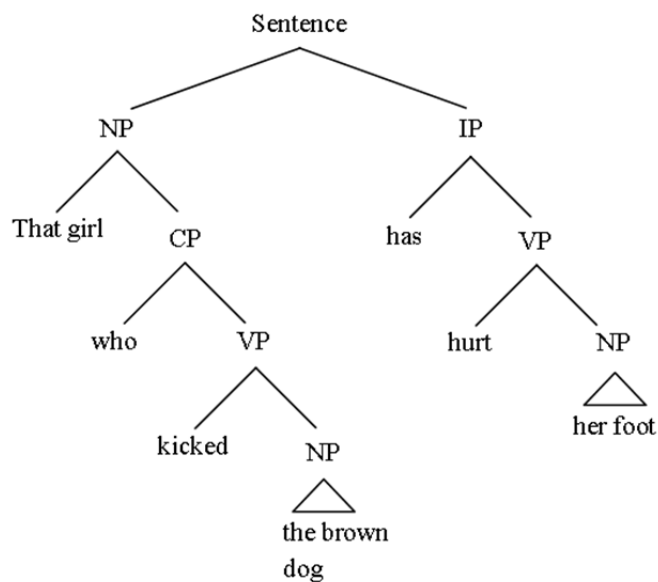 Sentence
NP IP
That girl CP has VP
who VP hurt NP
kicked NP her foot
the brown
dog